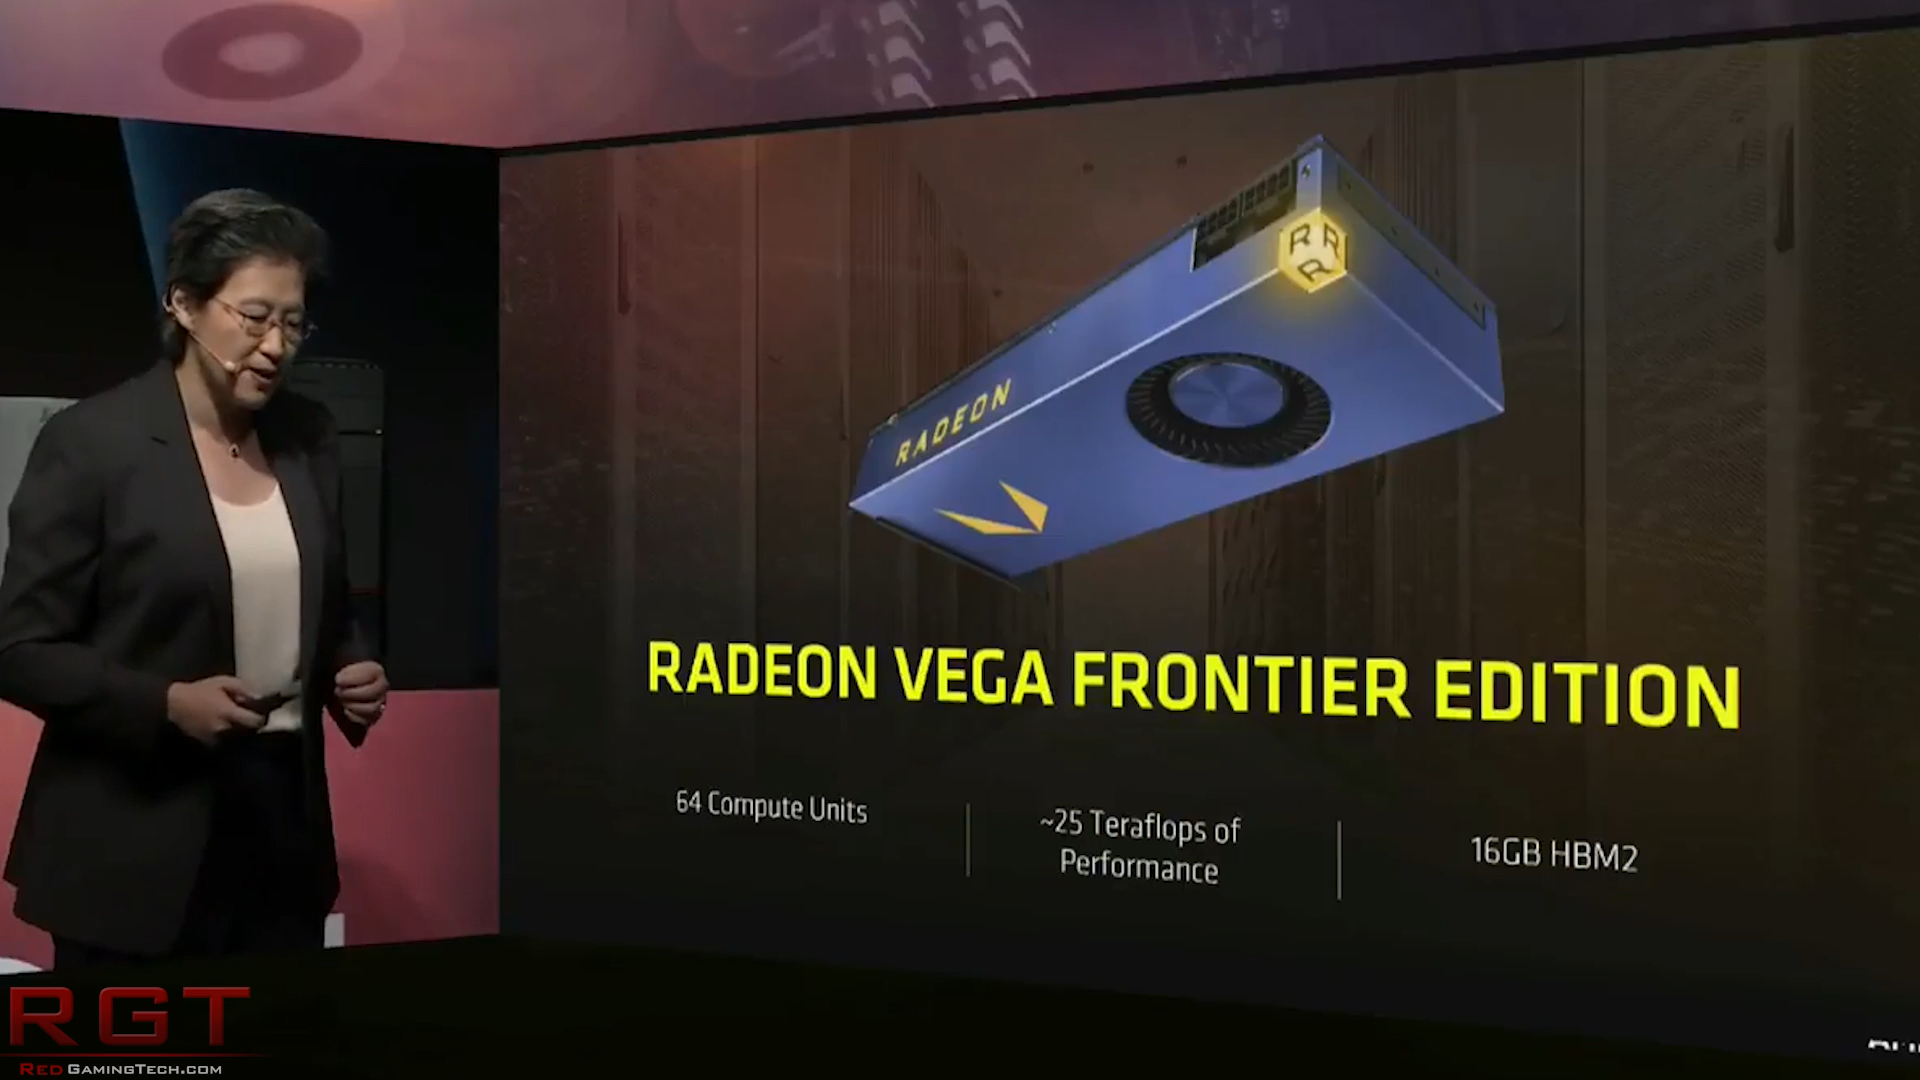 R R
R
RADEON
RADEON VEGA FRONTIER EDITION
64 Compute Units
~25 Teraflops of
Performance
16GB HBM2
RGT
REDGAMINGTECH.COM